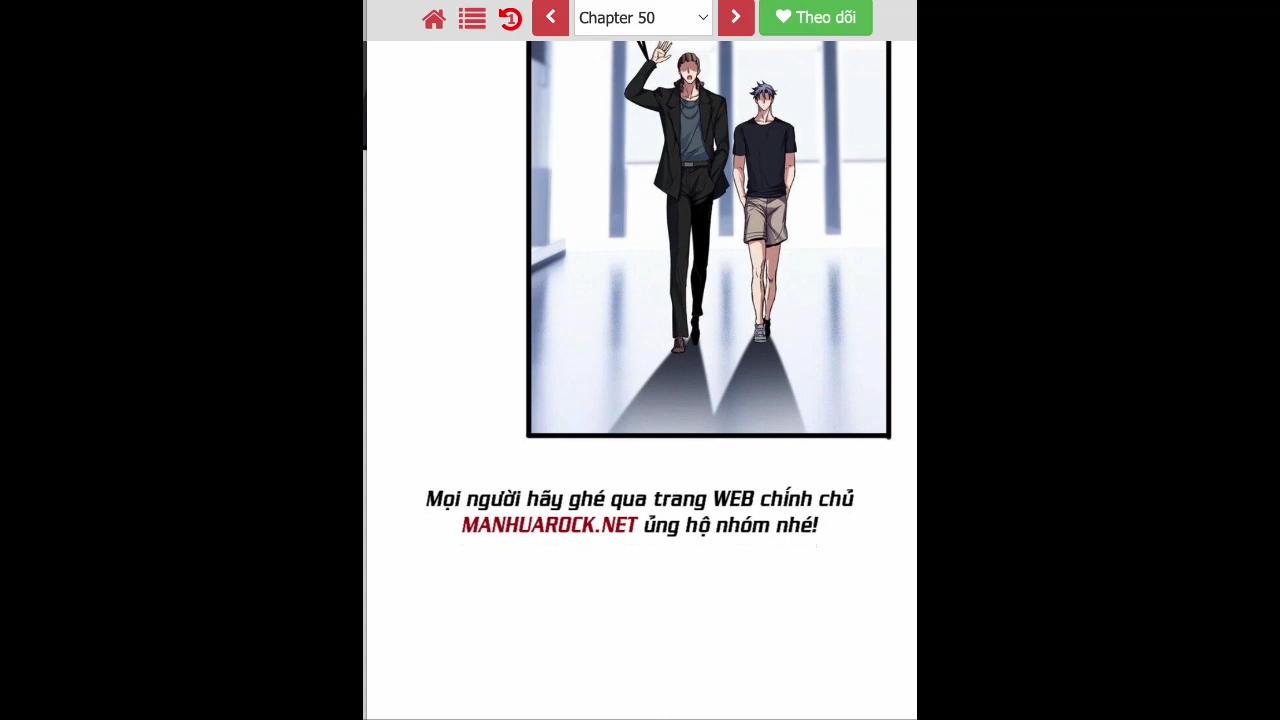 Chapter 50
Theo dõi
Mọi người hãy ghé qua trang WEB chính chủ
MANHUAROCK.NET ủng hộ nhóm nhé!